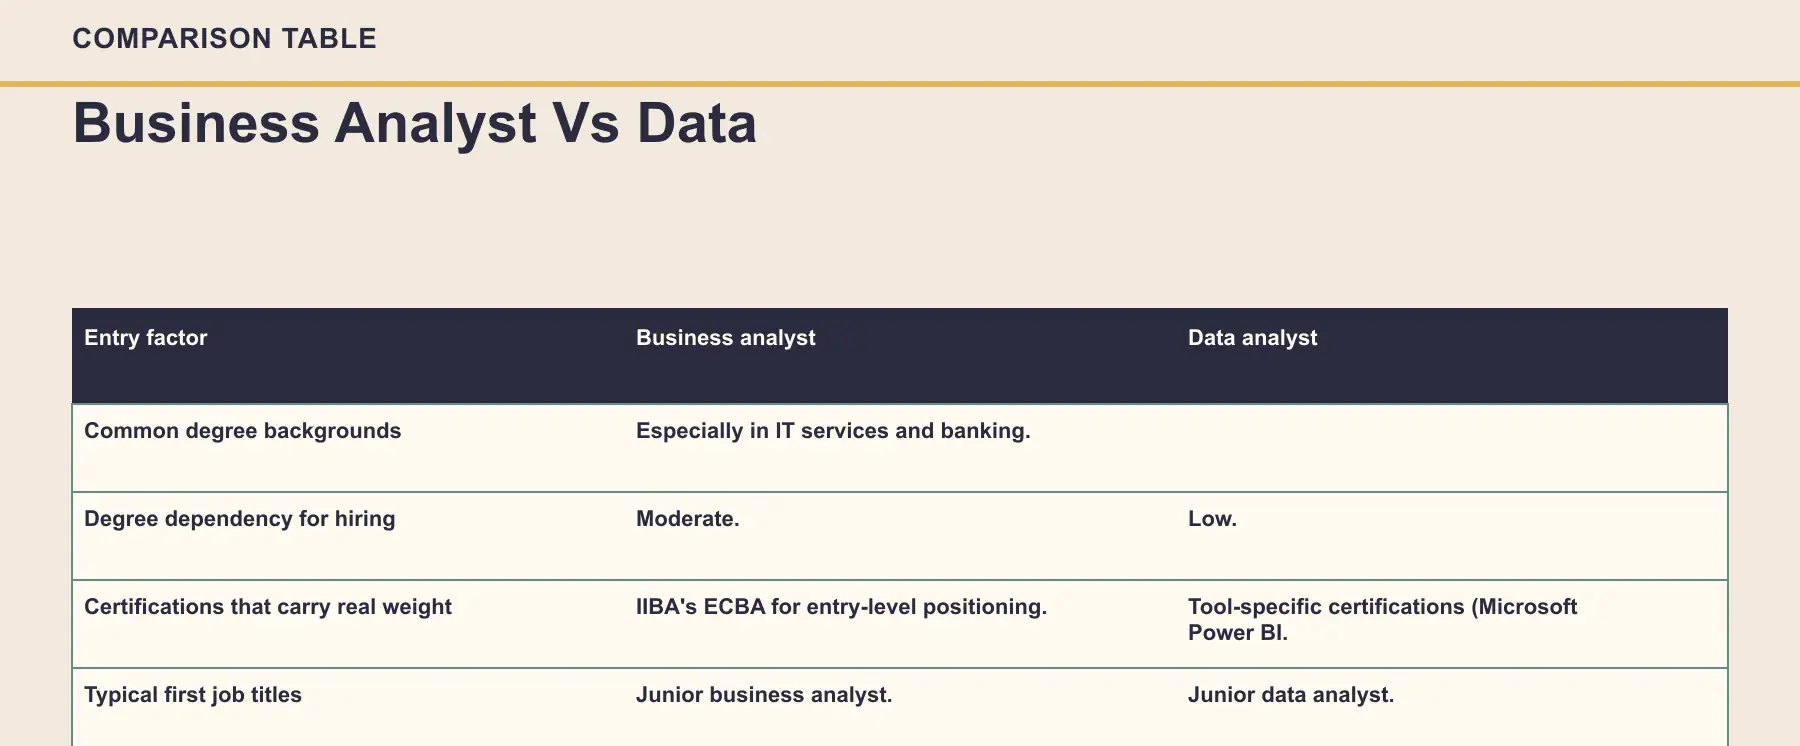 COMPARISON TABLE
Business Analyst Vs Data
Entry factor Business analyst Data analyst
Common degree backgrounds Especially in IT services and banking.
Degree dependency for hiring Moderate. Low.
Certifications that carry real weight IIBA's ECBA for entry-level positioning. Tool-specific certifications (Microsoft
Power BI.
Typical first job titles Junior business analyst. Junior data analyst.